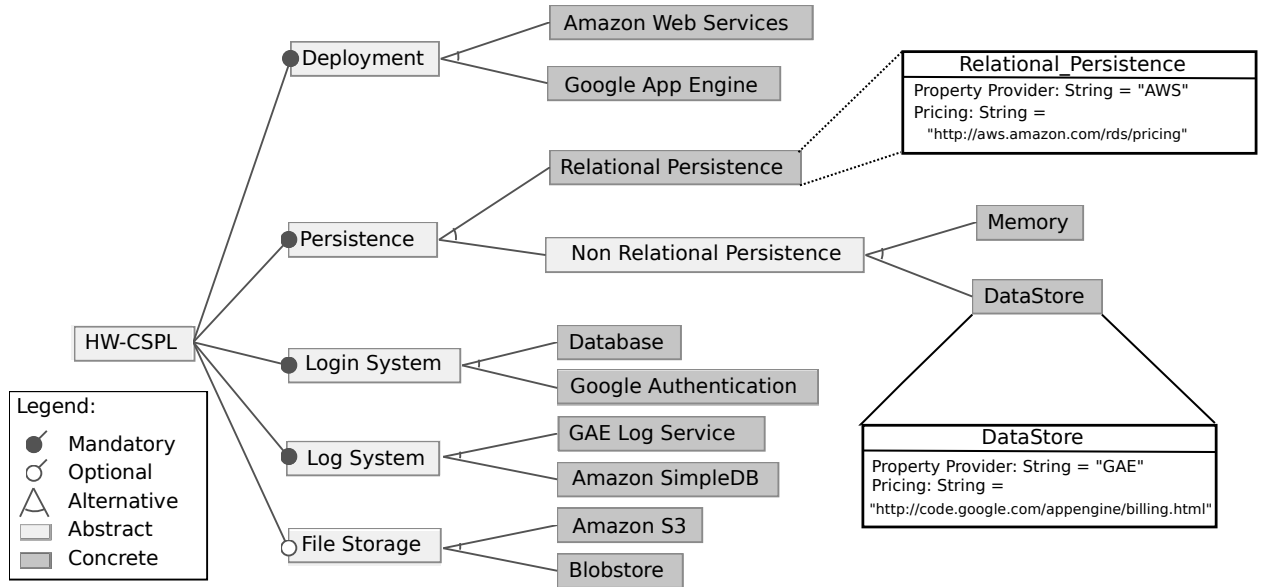 Amazon Web Services
Deployment
Google App Engine
Relational_Persistence
Property Provider: String = "AWS"
Pricing: String =
"http://aws.amazon.com/rds/pricing"
Relational Persistence
Persistence
Non Relational Persistence
Memory
DataStore
HW-CSPL
Login System
Database
Google Authentication
Log System
GAE Log Service
Amazon SimpleDB
File Storage
Amazon S3
Blobstore
DataStore
Property Provider: String = "GAE"
Pricing: String =
"http://code.google.com/appengine/billing.html"
Legend:
Mandatory
Optional
Alternative
Abstract
Concrete